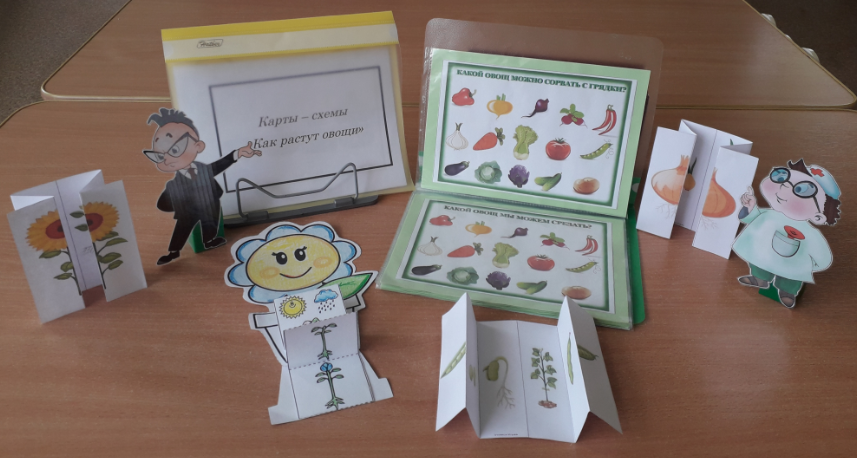 Карты – схемы
«Как растут овощи»
КАКОЙ ОВОЩ МОЖНО СОРВАТЬ С ГРЯДКИ?
КАКОЙ ОВОЩ МЫ МОЖЕМ СРЕЗАТЬ?